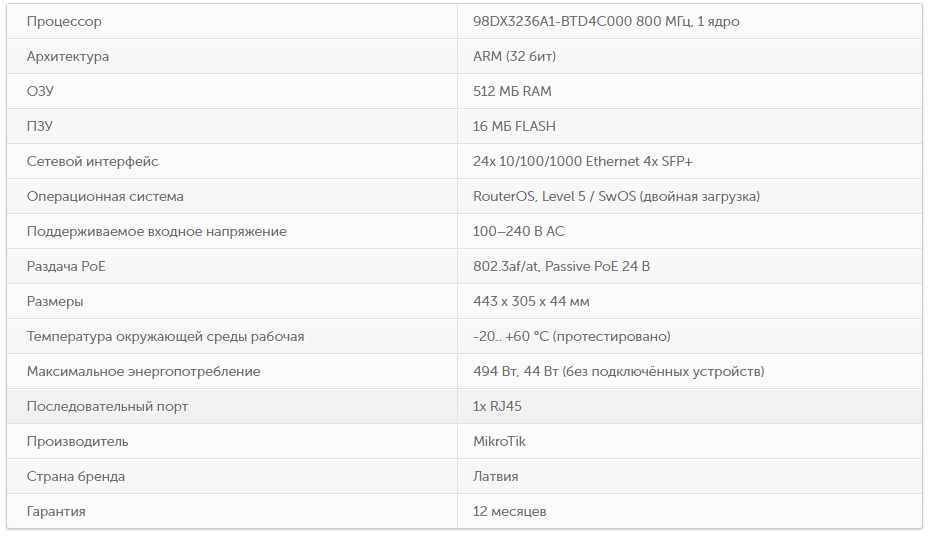 Процессор 98DX3236A1-BTD4C000 800 МГц, 1 ядро
Архитектура ARM (32 бит)
ОЗУ 512 МБ RAM
ПЗУ 16 МБ FLASH
Сетевой интерфейс 24x 10/100/1000 Ethernet 4x SFP+
Операционная система RouterOS, Level 5 / SwOS (двойная загрузка)
Поддерживаемое входное напряжение 100–240 В AC
Раздача PoE 802.3af/at, Passive PoE 24 В
Размеры 443 x 305 x 44 мм
Температура окружающей среды рабочая -20.. +60 °C (протестировано)
Максимальное энергопотребление 494 Вт, 44 Вт (без подключённых устройств)
Последовательный порт 1x RJ45
Производитель MikroTik
Страна бренда Латвия
Гарантия 12 месяцев